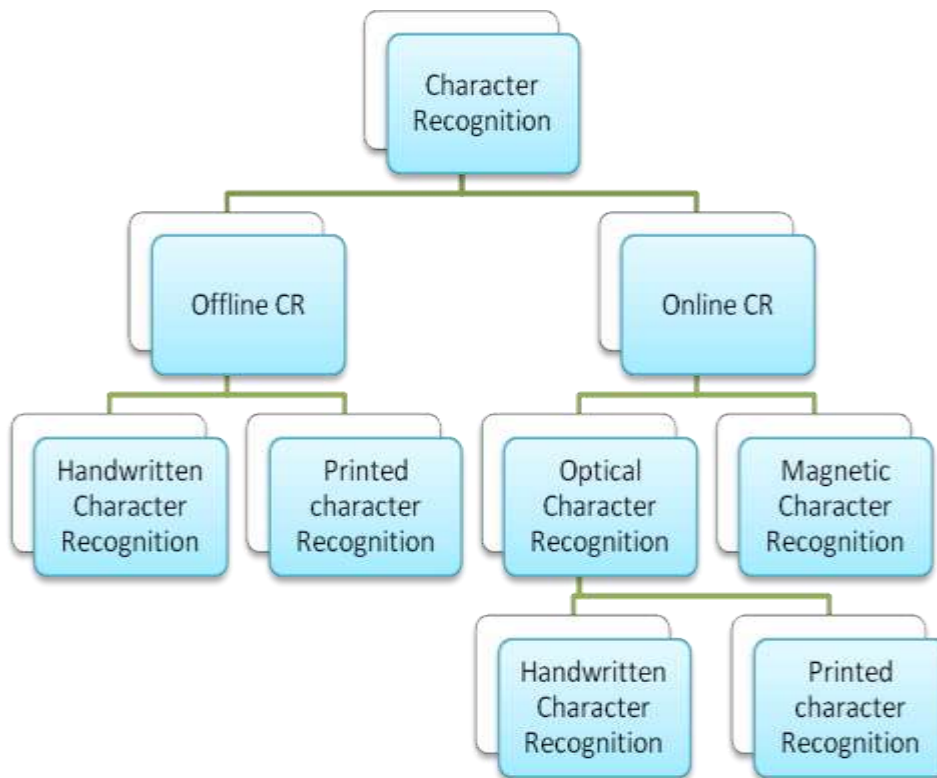 Character
Recognition
Offline CR
Online CR
Handwritten
Character
Recognition
Printed
character
Recognition
Optical
Character
Recognition
Magnetic
Character
Recognition
Handwritten
Character
Recognition
Printed
character
Recognition